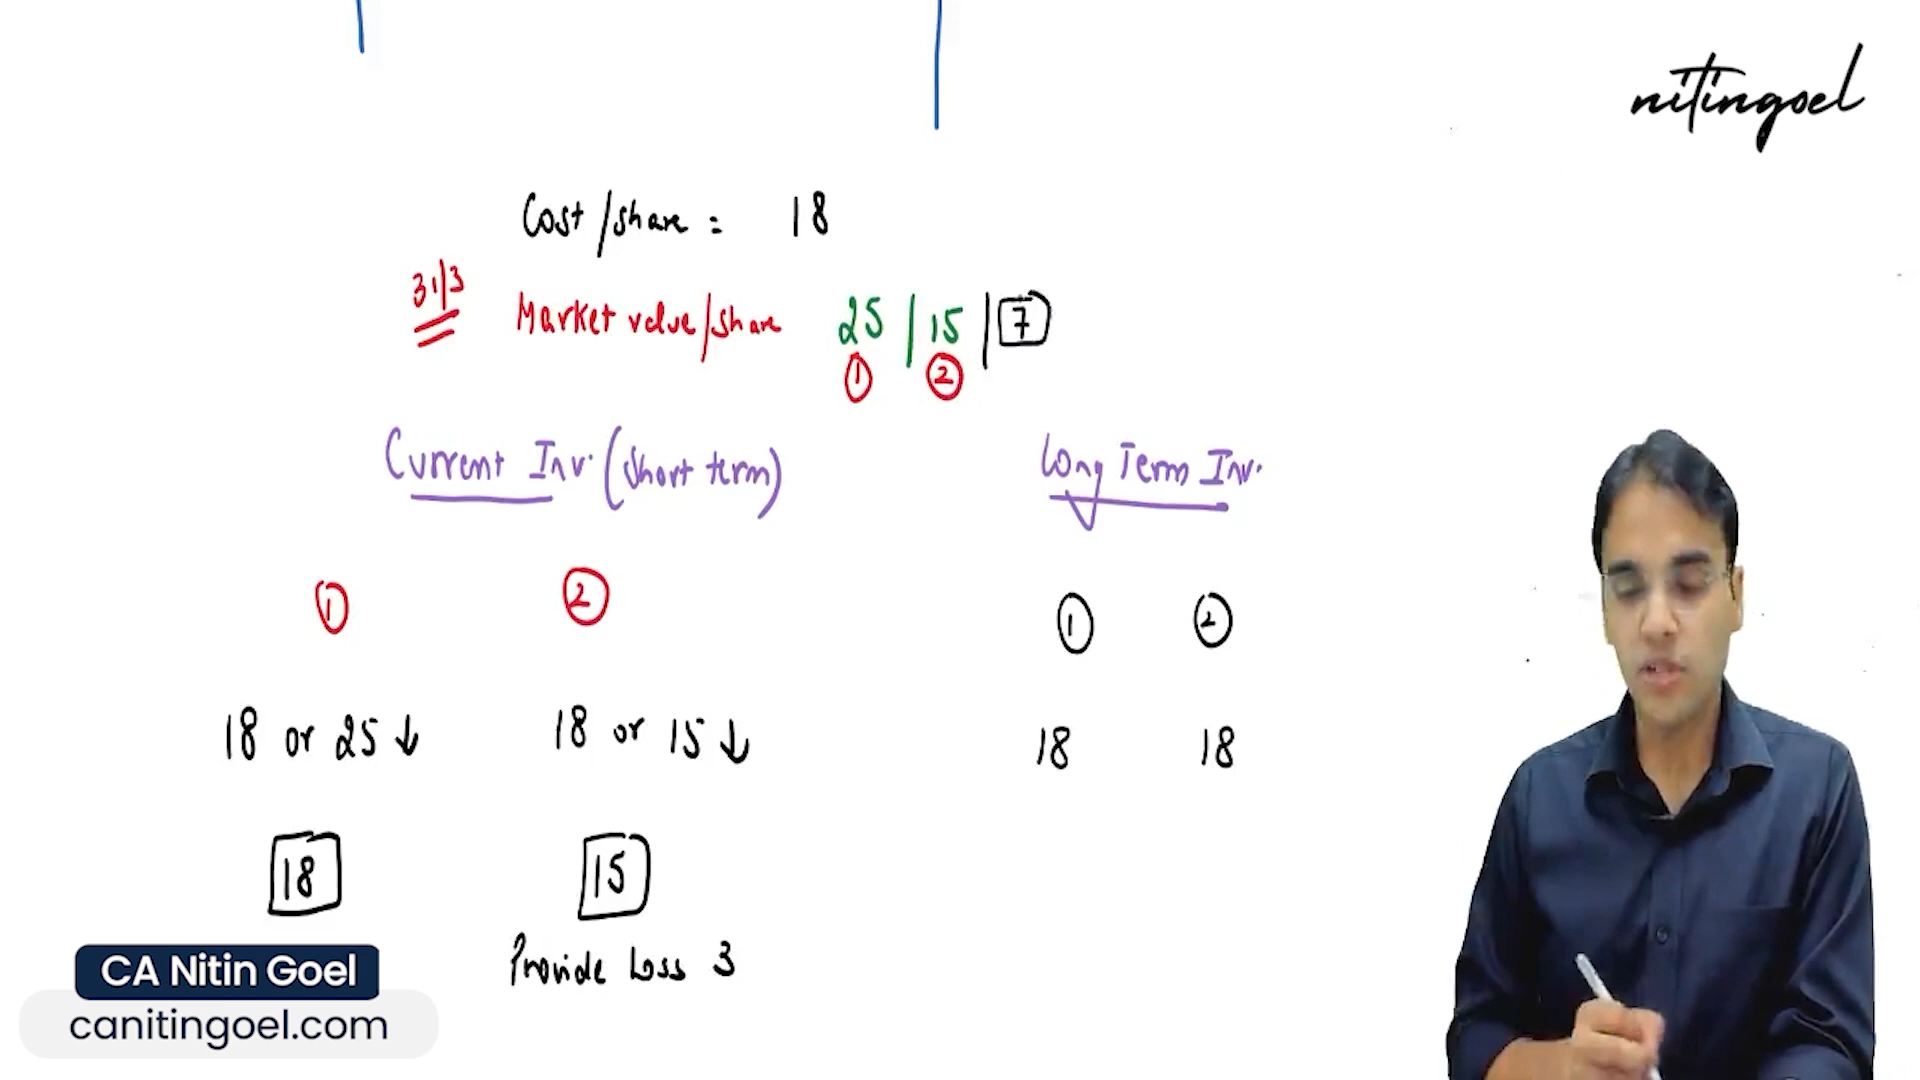 nitingoel
Cost/share = 18
31/3 Market value/share 25 | 15 | 7
1 2
Current Inv. (Short term) Long Term Inv.
1 2 1 2
18 or 25 ↓ 18 or 15 ↓ 18 18
18 15
Provide Loss 3
CA Nitin Goel
canitingoel.com